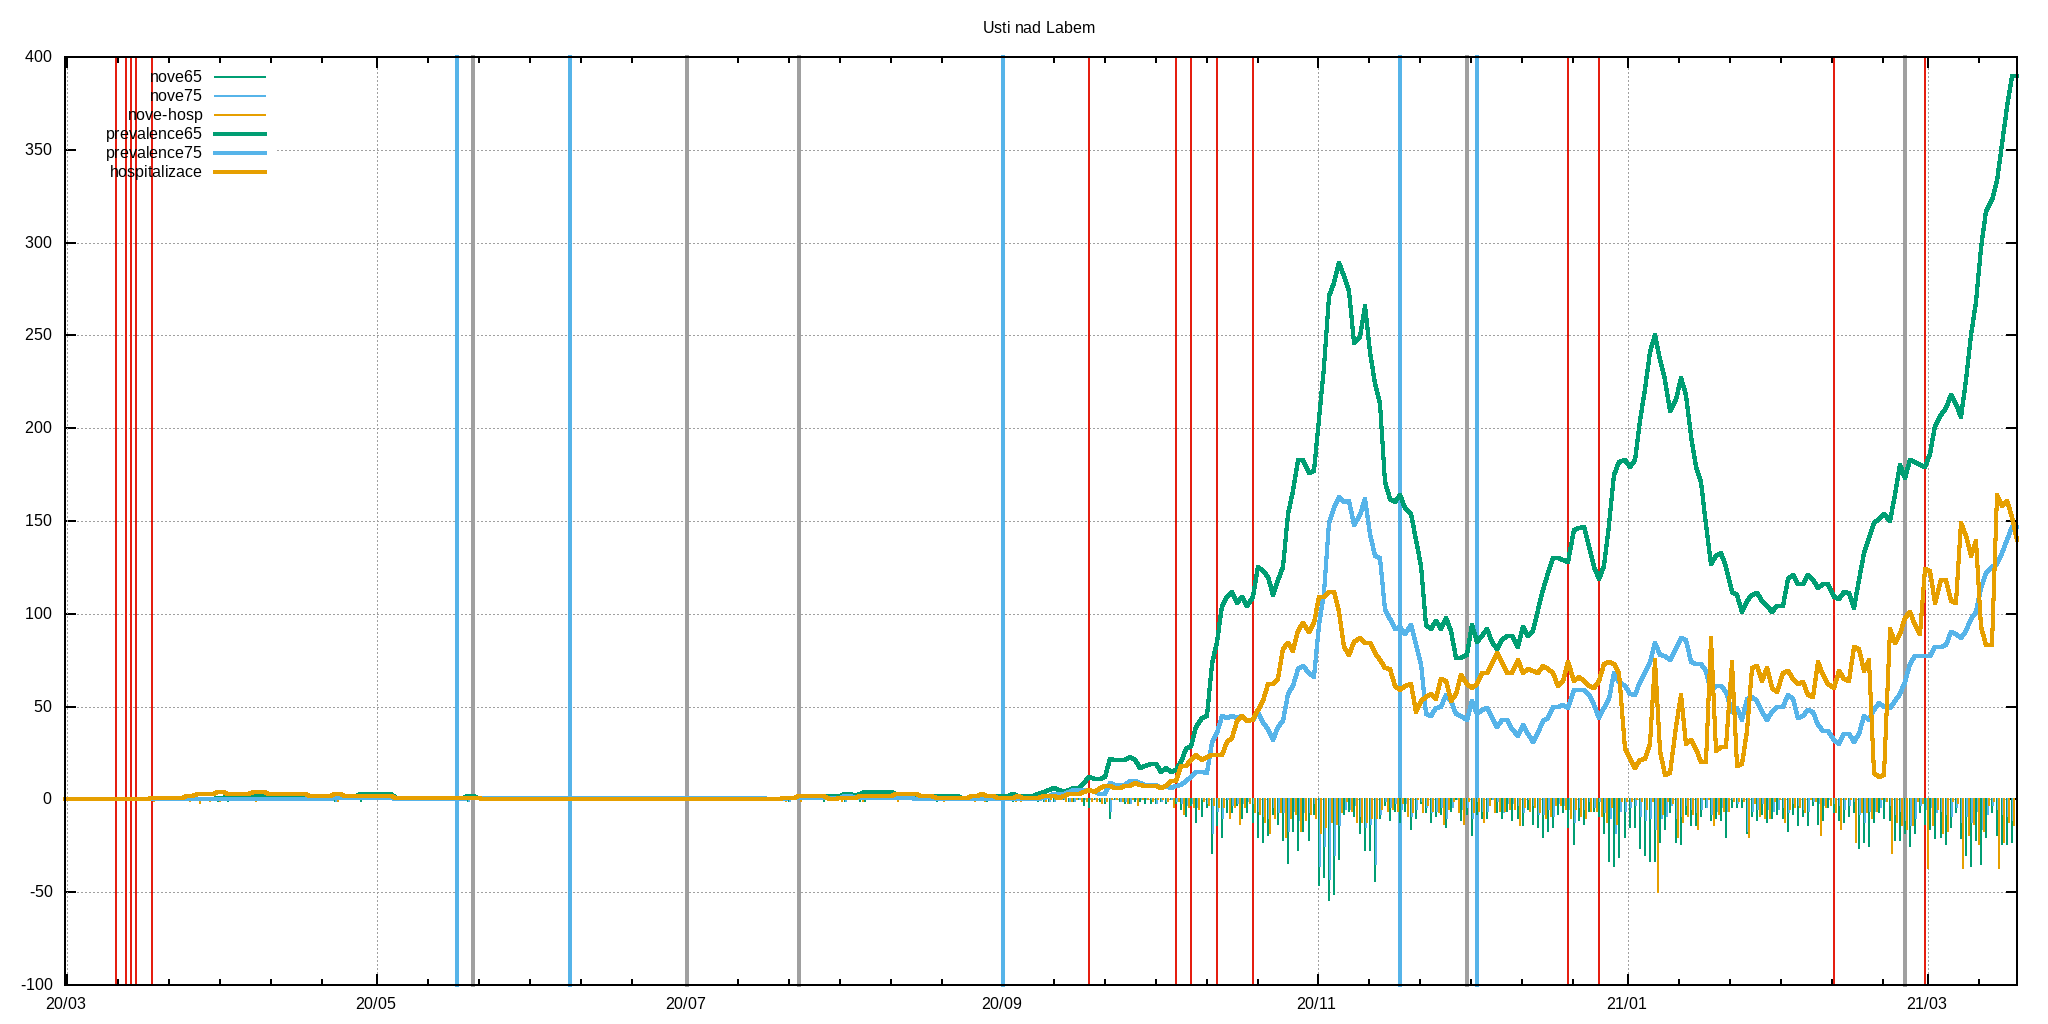 Usti nad Labem
400
350
300
250
200
150
100
50
0
-50
-100
nove65
nove75
nove-hosp
prevalence65
prevalence75
hospitalizace
20/03 20/05 20/07 20/09 20/11 21/01 21/03